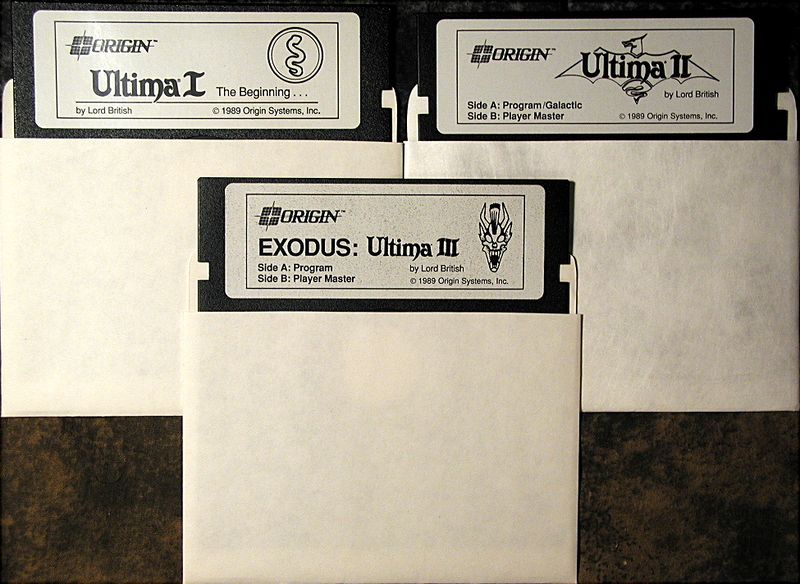 ORIGIN™
Ultima® I The Beginning . . .
by Lord British © 1989 Origin Systems, Inc.
ORIGIN™
Ultima® II
by Lord British
Side A: Program/Galactic
Side B: Player Master © 1989 Origin Systems, Inc.
ORIGIN™
EXODUS: Ultima® III
Side A: Program by Lord British
Side B: Player Master © 1989 Origin Systems, Inc.